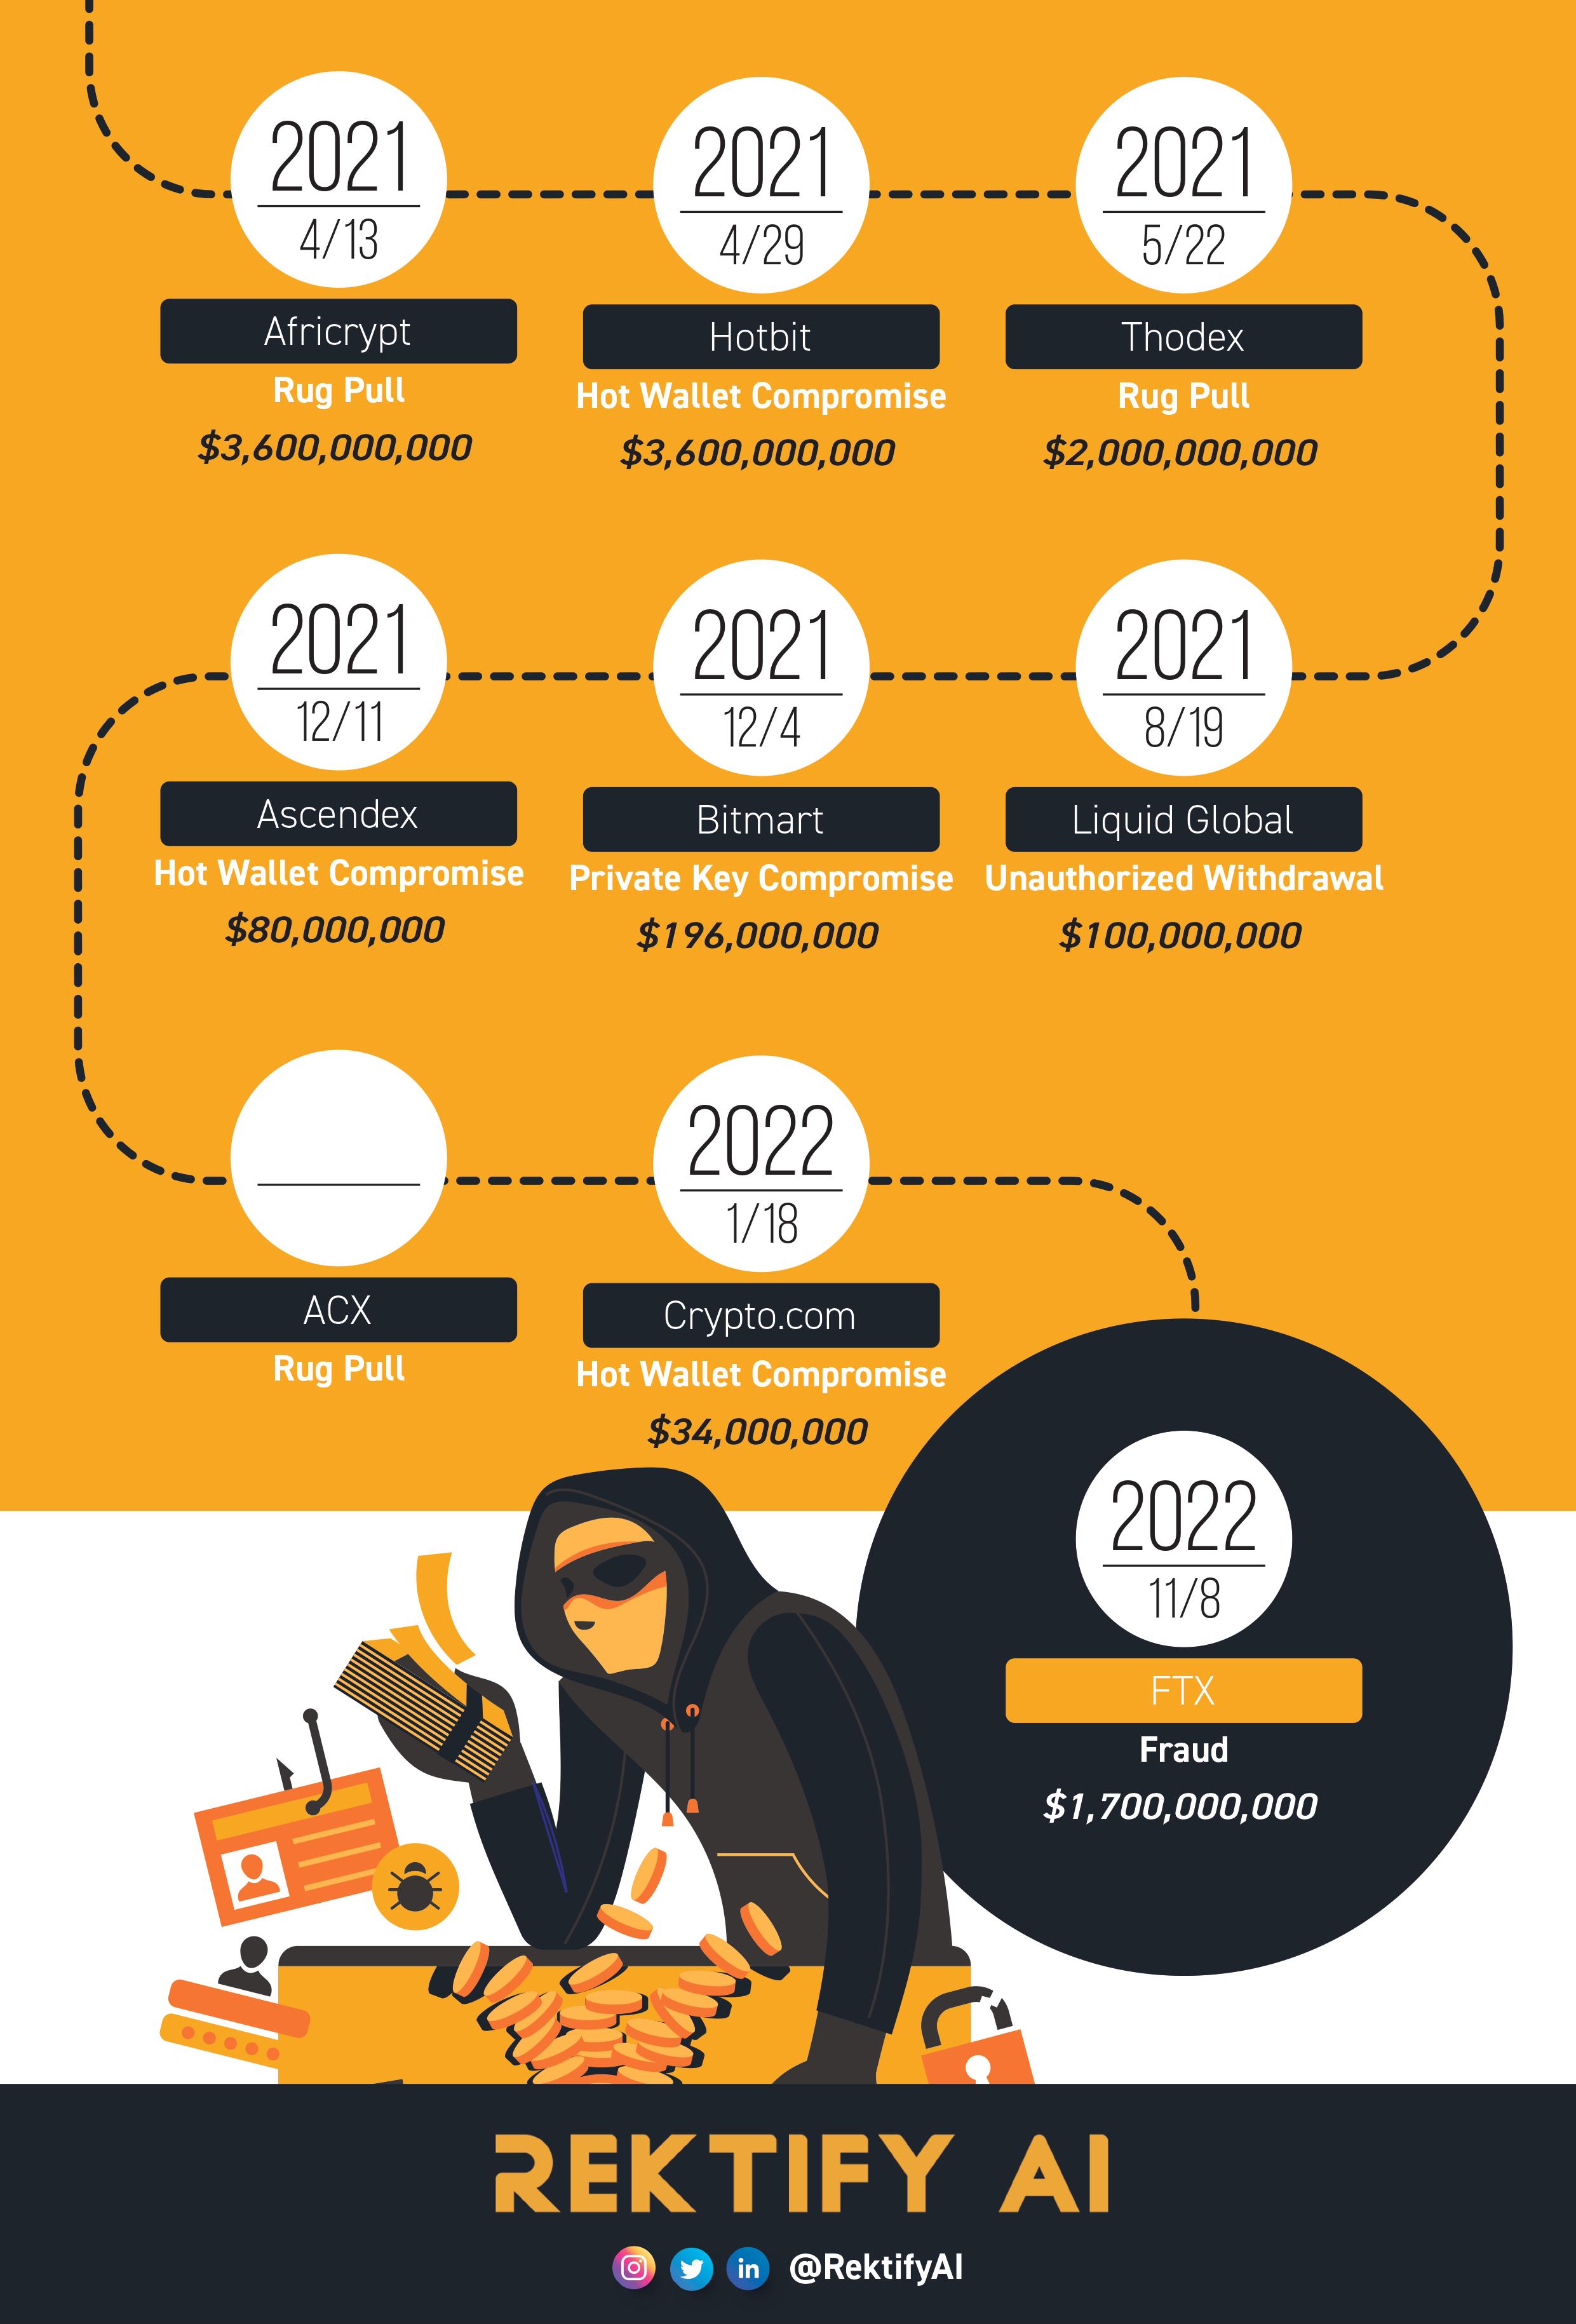 2021
4/13
Africrypt
Rug Pull
$3,600,000,000
2021
4/29
Hotbit
Hot Wallet Compromise
$3,600,000,000
2021
5/22
Thodex
Rug Pull
$2,000,000,000
2021
12/11
Ascendex
Hot Wallet Compromise
$80,000,000
2021
12/4
Bitmart
Private Key Compromise
$196,000,000
2021
8/19
Liquid Global
Unauthorized Withdrawal
$100,000,000
ACX
Rug Pull
2022
1/18
Crypto.com
Hot Wallet Compromise
$34,000,000
2022
11/8
FTX
Fraud
$1,700,000,000
REKTIFY AI
in
@RektifyAI